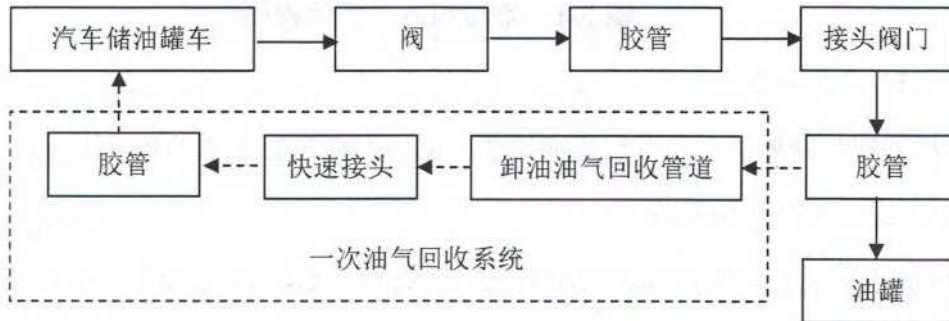 汽车储油罐车
阀
胶管
接头阀门
胶管
快速接头
卸油油气回收管道
胶管
一次油气回收系统
油罐